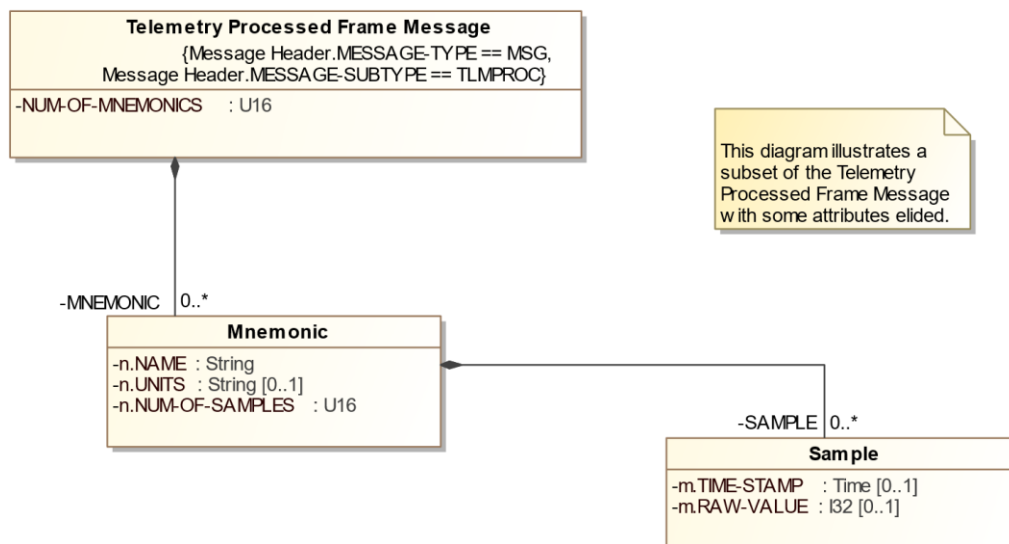 Telemetry Processed Frame Message
{Message Header.MESSAGE-TYPE == MSG,
Message Header.MESSAGE-SUBTYPE == TLMPROC}
-NUM-OF-MNEMONICS : U16
This diagram illustrates a
subset of the Telemetry
Processed Frame Message
with some attributes elided.
-MNEMONIC 0..*
Mnemonic
-n.NAME : String
-n.UNITS : String [0..1]
-n.NUM-OF-SAMPLES : U16
-SAMPLE 0..*
Sample
-m.TIME-STAMP : Time [0..1]
-m.RAW-VALUE : I32 [0..1]